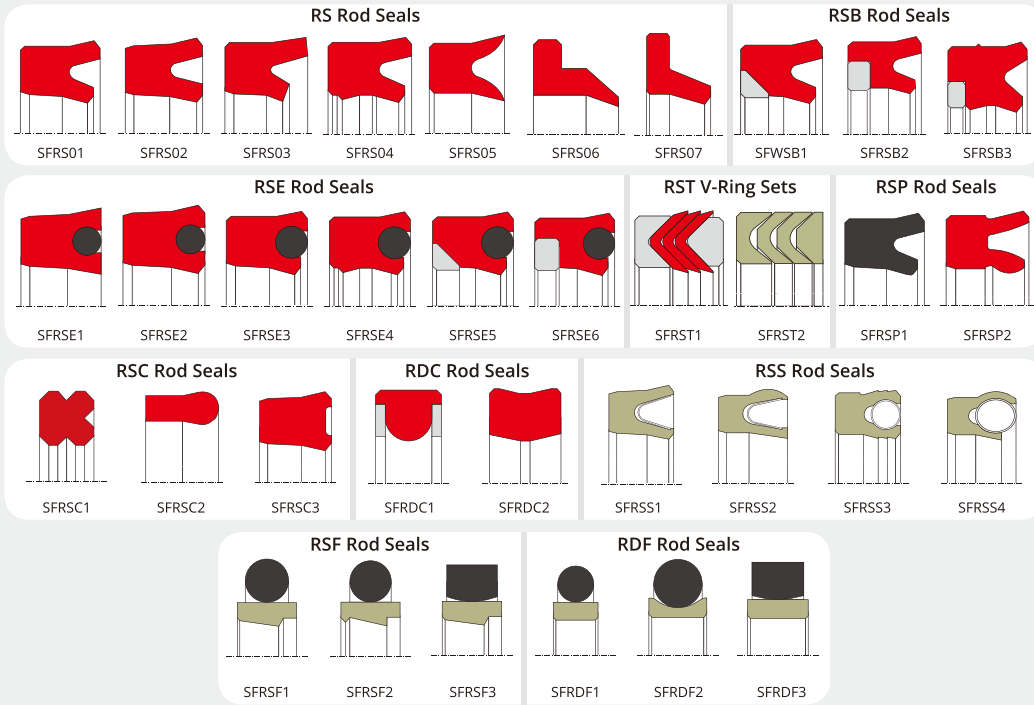 RS Rod Seals
RSB Rod Seals
SFRS01
SFRS02
SFRS03
SFRS04
SFRS05
SFRS06
SFRS07
SFWSB1
SFRSB2
SFRSB3
RSE Rod Seals
RST V-Ring Sets
RSP Rod Seals
SFRSE1
SFRSE2
SFRSE3
SFRSE4
SFRSE5
SFRSE6
SFRST1
SFRST2
SFRSP1
SFRSP2
RSC Rod Seals
RDC Rod Seals
RSS Rod Seals
SFRSC1
SFRSC2
SFRSC3
SFRDC1
SFRDC2
SFRSS1
SFRSS2
SFRSS3
SFRSS4
RSF Rod Seals
RDF Rod Seals
SFRSF1
SFRSF2
SFRSF3
SFRDF1
SFRDF2
SFRDF3